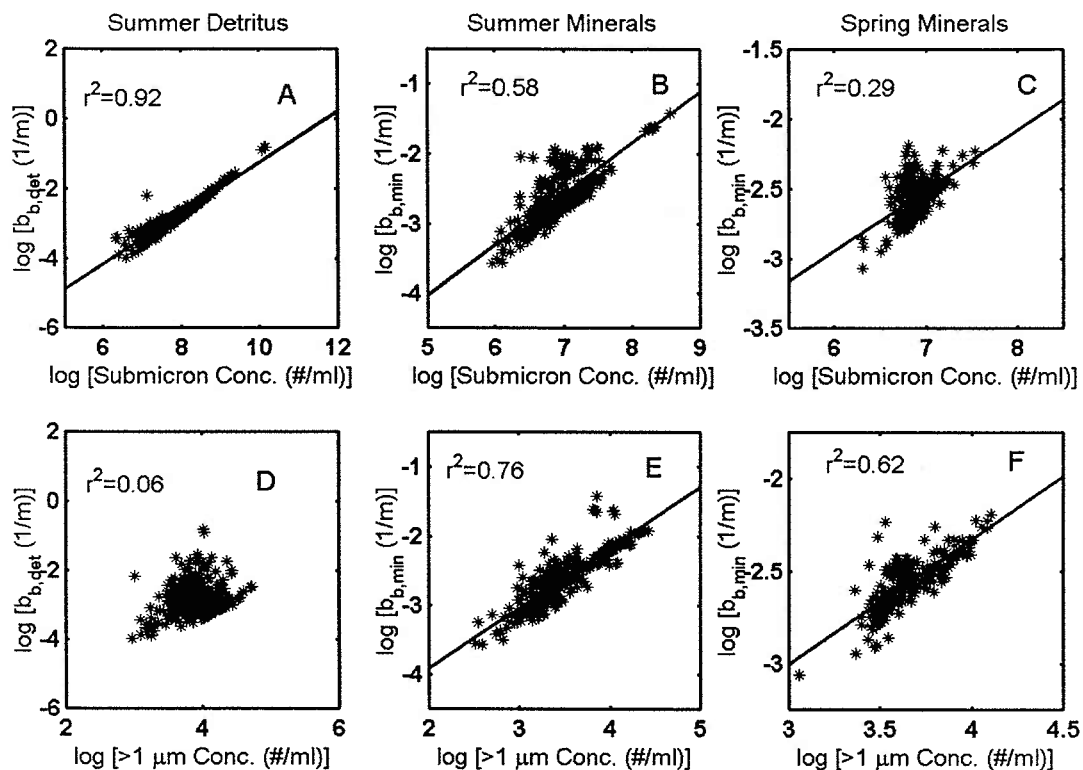 Summer Detritus
Summer Minerals
Spring Minerals
2
0
-2
-4
-6
log [b_b,det (1/m)]
r²=0.92
A
6 8 10 12
log [Submicron Conc. (#/ml)]
-1
-2
-3
-4
log [b_b,min (1/m)]
r²=0.58
B
5 6 7 8 9
log [Submicron Conc. (#/ml)]
-1.5
-2
-2.5
-3
-3.5
log [b_b,min (1/m)]
r²=0.29
C
6 7 8
log [Submicron Conc. (#/ml)]
2
0
-2
-4
-6
log [b_b,det (1/m)]
r²=0.06
D
2 4 6
log [>1 μm Conc. (#/ml)]
-1
-2
-3
-4
log [b_b,min (1/m)]
r²=0.76
E
2 3 4 5
log [>1 μm Conc. (#/ml)]
-2
-2.5
-3
log [b_b,min (1/m)]
r²=0.62
F
3 3.5 4 4.5
log [>1 μm Conc. (#/ml)]